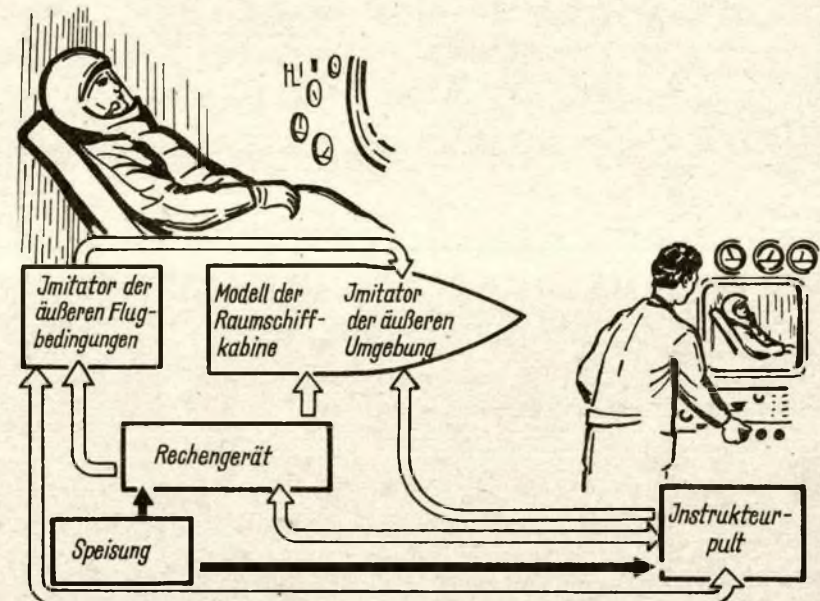 Jmitator der
äußeren Flug-
bedingungen
Modell der
Raumschiff-
kabine
Jmitator
der äußeren
Umgebung
Rechengerät
Speisung
Jnstrukteur-
pult